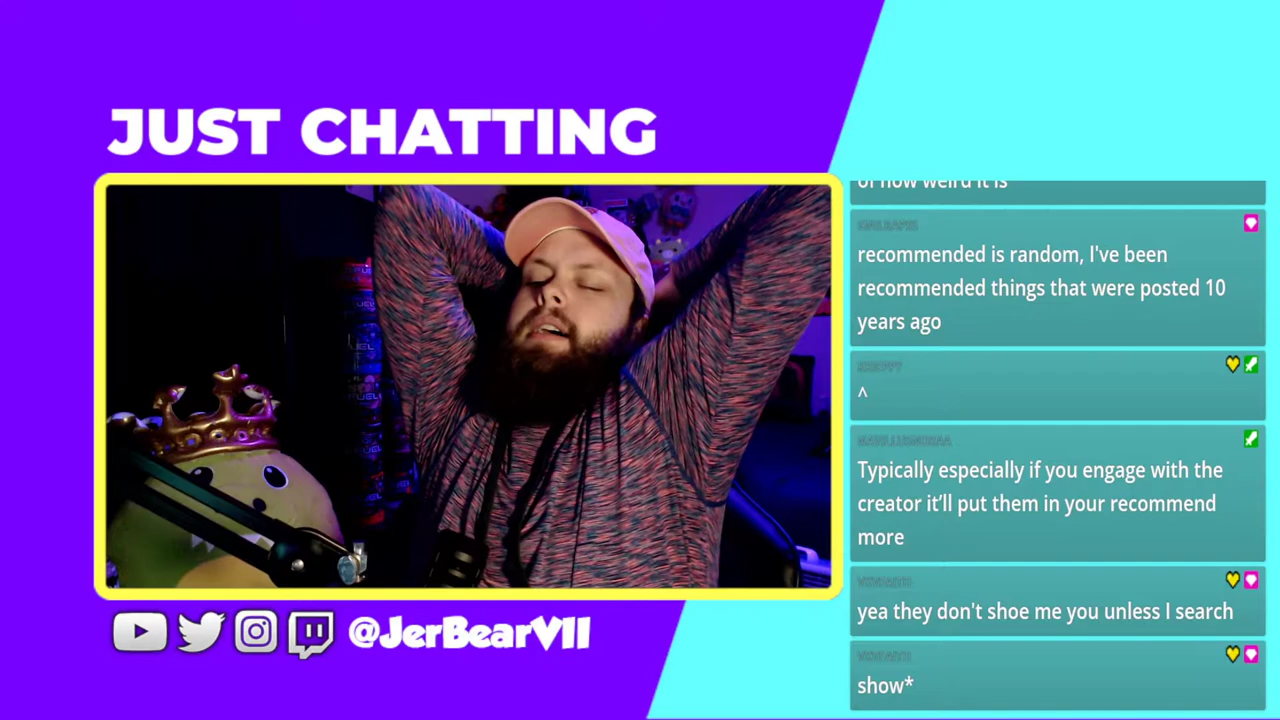 JUST CHATTING
@JerBearVII
of how weird it is
recommended is random, I've been
recommended things that were posted 10
years ago
^
Typically especially if you engage with the
creator it'll put them in your recommend
more
yea they don't shoe me you unless I search
show*